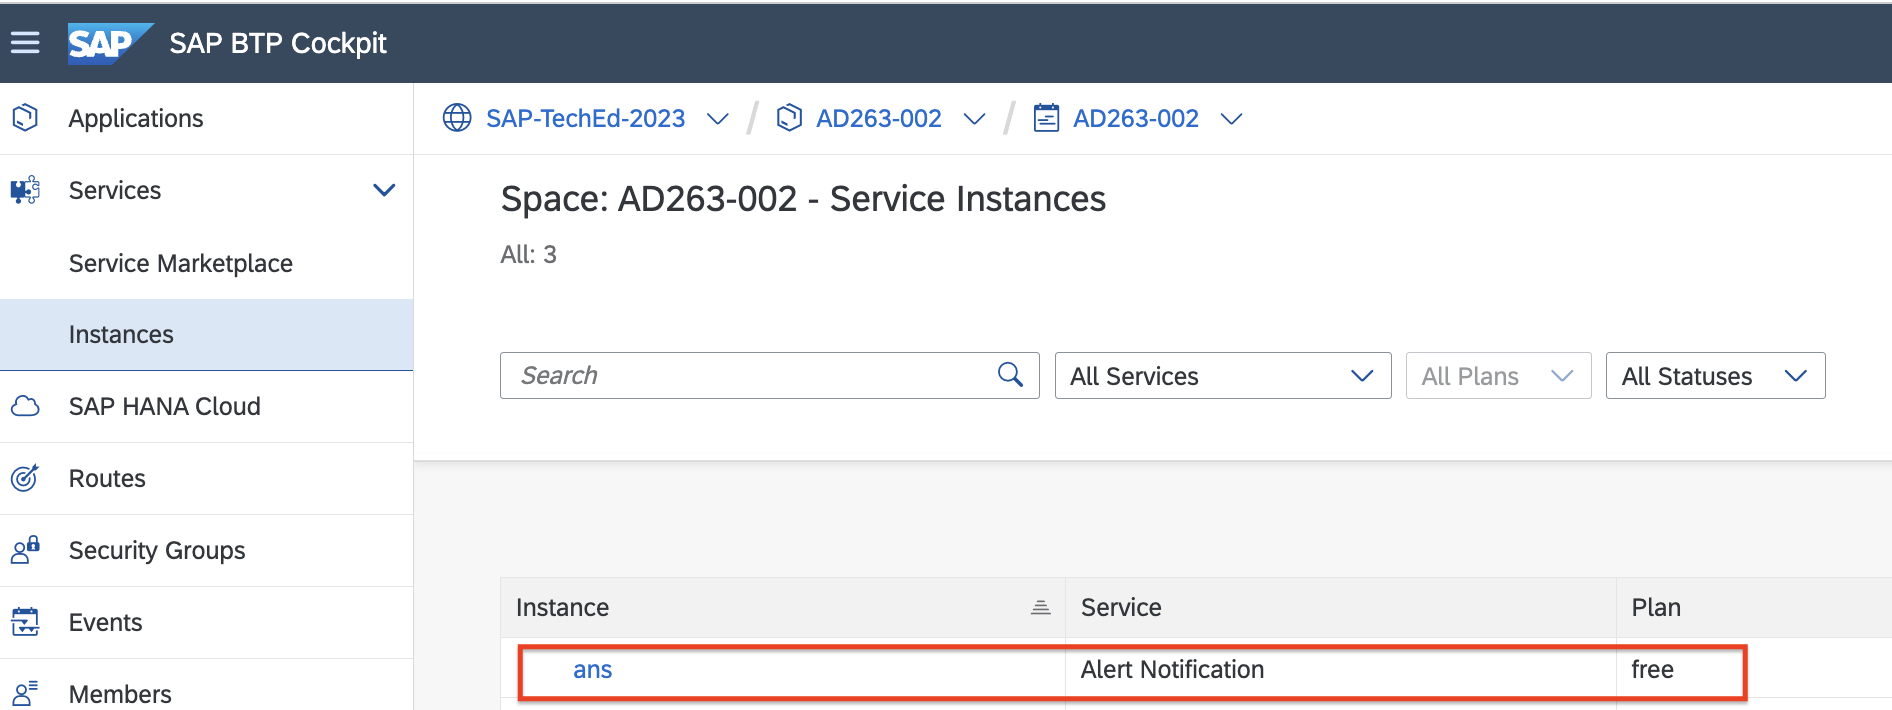 SAP SAP BTP Cockpit
Applications
Services
Service Marketplace
Instances
SAP HANA Cloud
Routes
Security Groups
Events
Members
SAP-TechEd-2023 / AD263-002 / AD263-002
Space: AD263-002 - Service Instances
All: 3
Search All Services All Plans All Statuses
Instance Service Plan
ans Alert Notification free